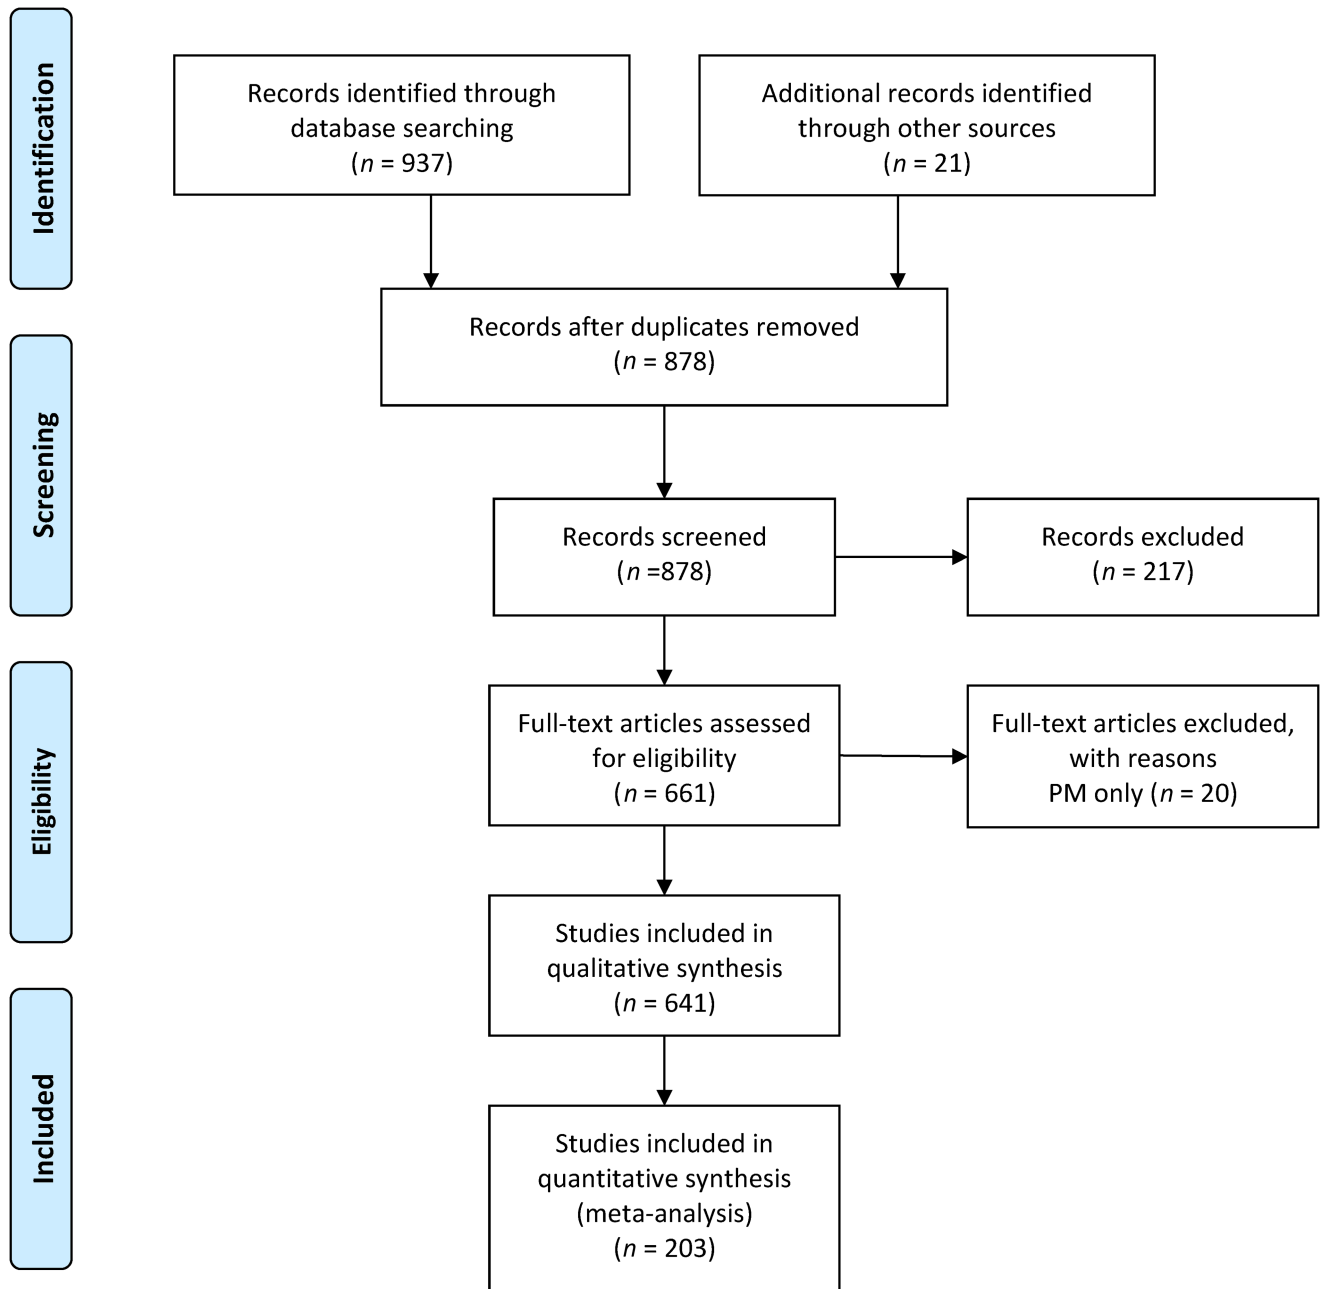 Identification
Records identified through
database searching
(n = 937)
Additional records identified
through other sources
(n = 21)
Records after duplicates removed
(n = 878)
Screening
Records screened
(n =878)
Records excluded
(n = 217)
Eligibility
Full-text articles assessed
for eligibility
(n = 661)
Full-text articles excluded,
with reasons
PM only (n = 20)
Studies included in
qualitative synthesis
(n = 641)
Included
Studies included in
quantitative synthesis
(meta-analysis)
(n = 203)